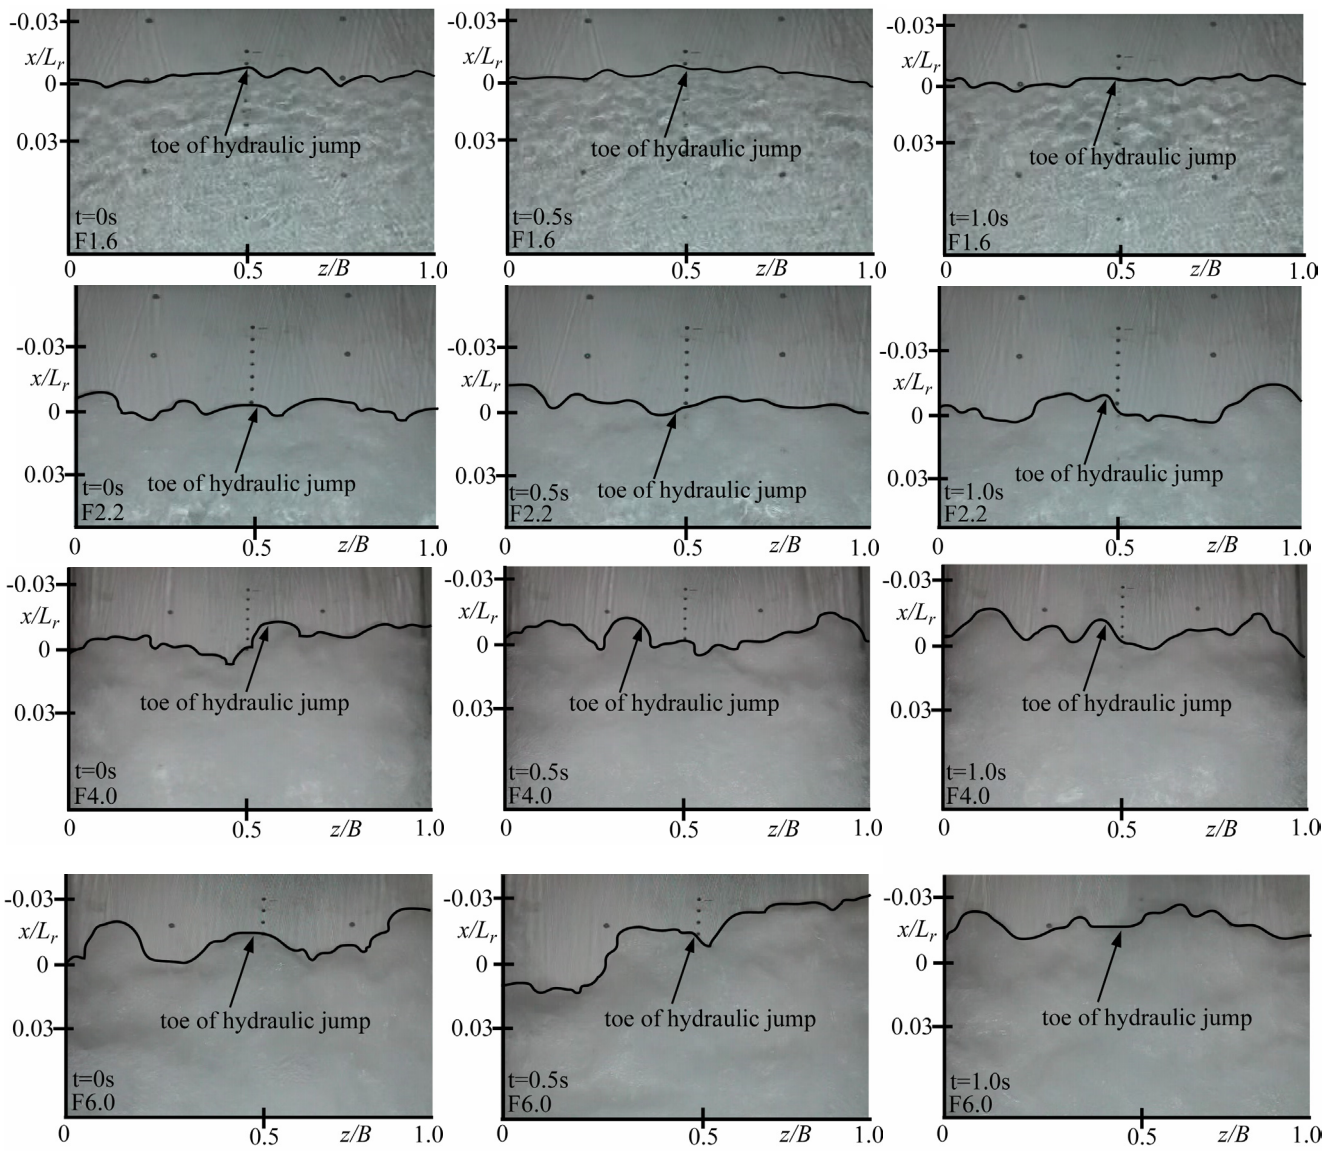 -0.03
x/Lr
0
0.03
toe of hydraulic jump
t=0s
F1.6
0 0.5 z/B 1.0
-0.03
x/Lr
0
0.03
toe of hydraulic jump
t=0.5s
F1.6
0 0.5 z/B 1.0
-0.03
x/Lr
0
0.03
toe of hydraulic jump
t=1.0s
F1.6
0 0.5 z/B 1.0
-0.03
x/Lr
0
0.03
toe of hydraulic jump
t=0s
F2.2
0 0.5 z/B 1.0
-0.03
x/Lr
0
0.03
toe of hydraulic jump
t=0.5s
F2.2
0 0.5 z/B 1.0
-0.03
x/Lr
0
0.03
toe of hydraulic jump
t=1.0s
F2.2
0 0.5 z/B 1.0
-0.03
x/Lr
0
0.03
toe of hydraulic jump
t=0s
F4.0
0 0.5 z/B 1.0
-0.03
x/Lr
0
0.03
toe of hydraulic jump
t=0.5s
F4.0
0 0.5 z/B 1.0
-0.03
x/Lr
0
0.03
toe of hydraulic jump
t=1.0s
F4.0
0 0.5 z/B 1.0
-0.03
x/Lr
0
0.03
toe of hydraulic jump
t=0s
F6.0
0 0.5 z/B 1.0
-0.03
x/Lr
0
0.03
toe of hydraulic jump
t=0.5s
F6.0
0 0.5 z/B 1.0
-0.03
x/Lr
0
0.03
toe of hydraulic jump
t=1.0s
F6.0
0 0.5 z/B 1.0